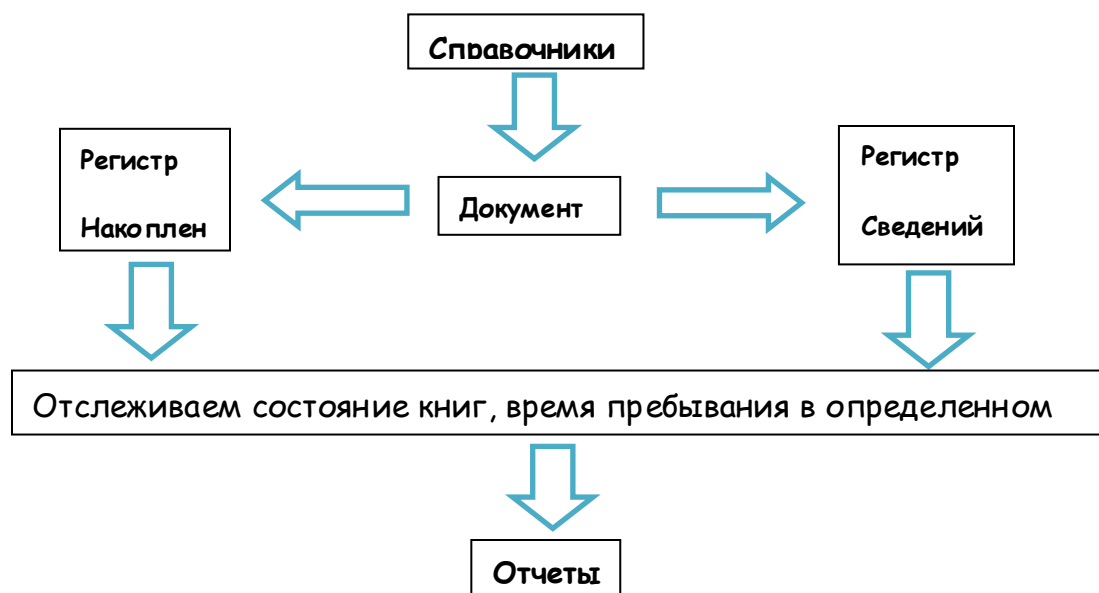 Справочники
Регистр
Накоплен
Документ
Регистр
Сведений
Отслеживаем состояние книг, время пребывания в определенном
Отчеты